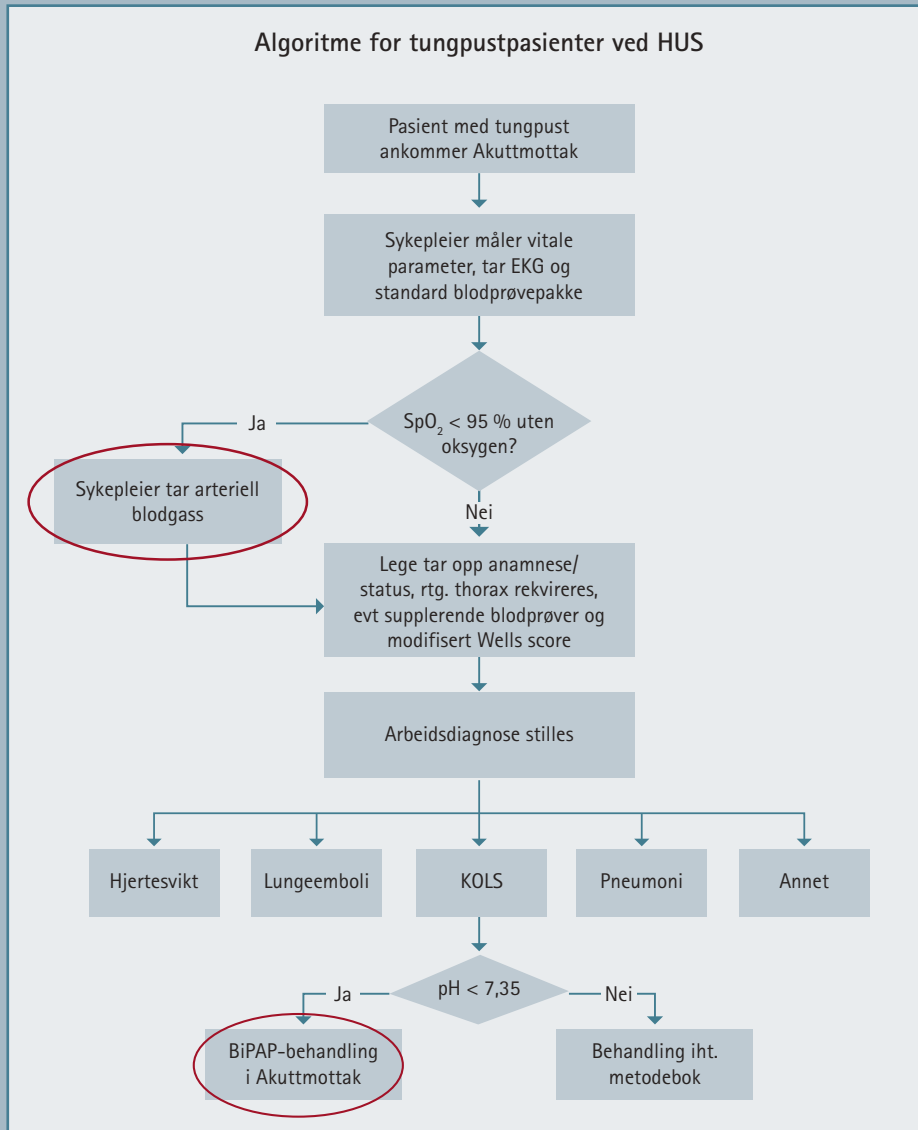 Algoritme for tungpustpasienter ved HUS
Pasient med tungpust
ankommer Akuttmottak
Sykepleier måler vitale
parameter, tar EKG og
standard blodprøvepakke
SpO₂ < 95 % uten
oksygen?
Ja
Sykepleier tar arteriell
blodgass
Nei
Lege tar opp anamnese/
status, rtg. thorax rekvireres,
evt supplerende blodprøver og
modifisert Wells score
Arbeidsdiagnose stilles
Hjertesvikt
Lungeemboli
KOLS
Pneumoni
Annet
pH < 7,35
Ja
Nei
BiPAP-behandling
i Akuttmottak
Behandling iht.
metodebok